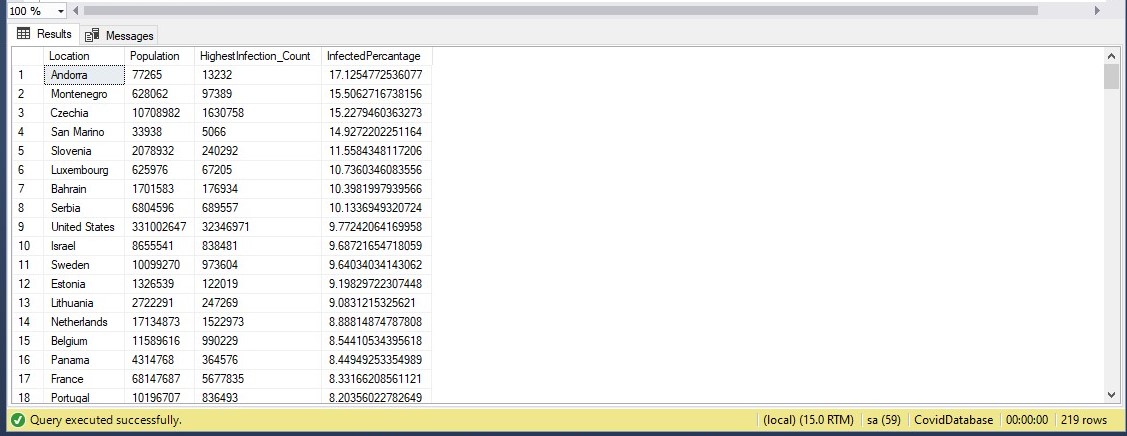 100 %
Results Messages
Location Population HighestInfection_Count InfectedPercantage
1 Andorra 77265 13232 17.1254772536077
2 Montenegro 628062 97389 15.5062716738156
3 Czechia 10708982 1630758 15.2279460363273
4 San Marino 33938 5066 14.9272202251164
5 Slovenia 2078932 240292 11.5584348117206
6 Luxembourg 625976 67205 10.7360346083556
7 Bahrain 1701583 176934 10.3981997939566
8 Serbia 6804596 689557 10.1336949320724
9 United States 331002647 32346971 9.77242064169958
10 Israel 8655541 838481 9.68721654718059
11 Sweden 10099270 973604 9.64034034143062
12 Estonia 1326539 122019 9.19829722307448
13 Lithuania 2722291 247269 9.0831215325621
14 Netherlands 17134873 1522973 8.88814874787808
15 Belgium 11589616 990229 8.54410534395618
16 Panama 4314768 364576 8.44949253354989
17 France 68147687 5677835 8.33166208561121
18 Portugal 10196707 836493 8.20356022782649
Query executed successfully. (local) (15.0 RTM) sa (59) CovidDatabase 00:00:00 219 rows